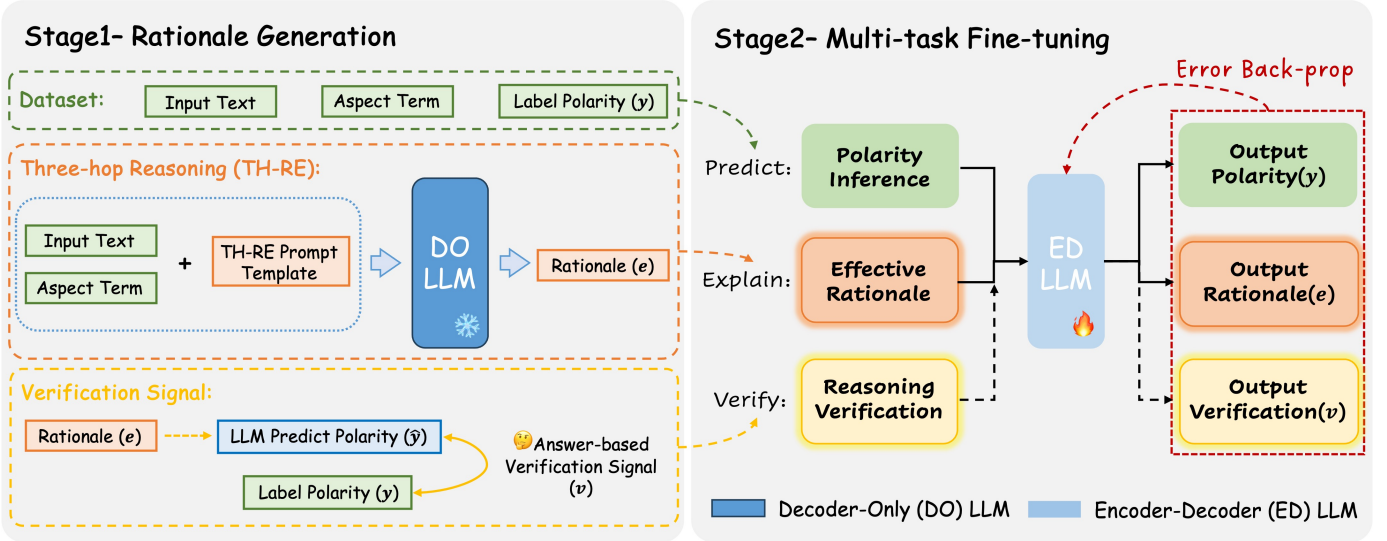 Stage1– Rationale Generation
Dataset:
Input Text
Aspect Term
Label Polarity (y)
Three-hop Reasoning (TH-RE):
Input Text
Aspect Term
+
TH-RE Prompt
Template
DO
LLM
Rationale (e)
Verification Signal:
Rationale (e)
LLM Predict Polarity (ŷ)
Label Polarity (y)
🤔Answer-based
Verification Signal
(v)
Stage2– Multi-task Fine-tuning
Error Back-prop
Predict:
Polarity
Inference
Explain:
Effective
Rationale
Verify:
Reasoning
Verification
ED
LLM
Output
Polarity(y)
Output
Rationale(e)
Output
Verification(v)
Decoder-Only (DO) LLM
Encoder-Decoder (ED) LLM